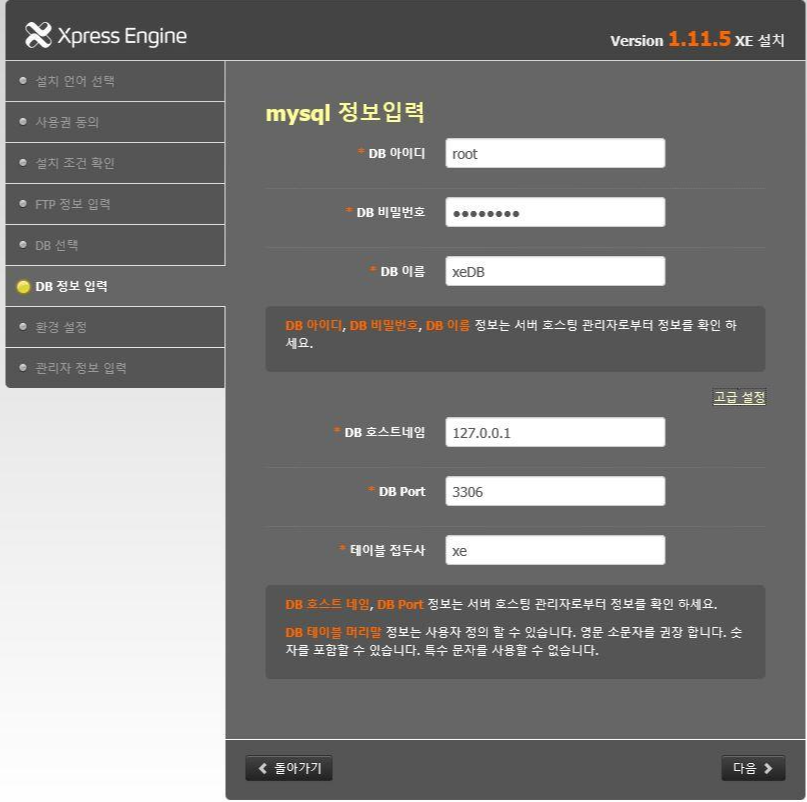 Xpress Engine
Version 1.11.5 XE 설치
설치 언어 선택
사용권 동의
설치 조건 확인
FTP 정보 입력
DB 선택
DB 정보 입력
환경 설정
관리자 정보 입력
mysql 정보입력
* DB 아이디 root
* DB 비밀번호 ●●●●●●●●
* DB 이름 xeDB
DB 아이디, DB 비밀번호, DB 이름 정보는 서버 호스팅 관리자로부터 정보를 확인 하
세요.
고급 설정
* DB 호스트네임 127.0.0.1
* DB Port 3306
* 테이블 접두사 xe
DB 호스트 네임, DB Port 정보는 서버 호스팅 관리자로부터 정보를 확인 하세요.
DB 테이블 머리말 정보는 사용자 정의 할 수 있습니다. 영문 소문자를 권장 합니다. 숫
자를 포함할 수 있습니다. 특수 문자를 사용할 수 없습니다.
돌아가기
다음